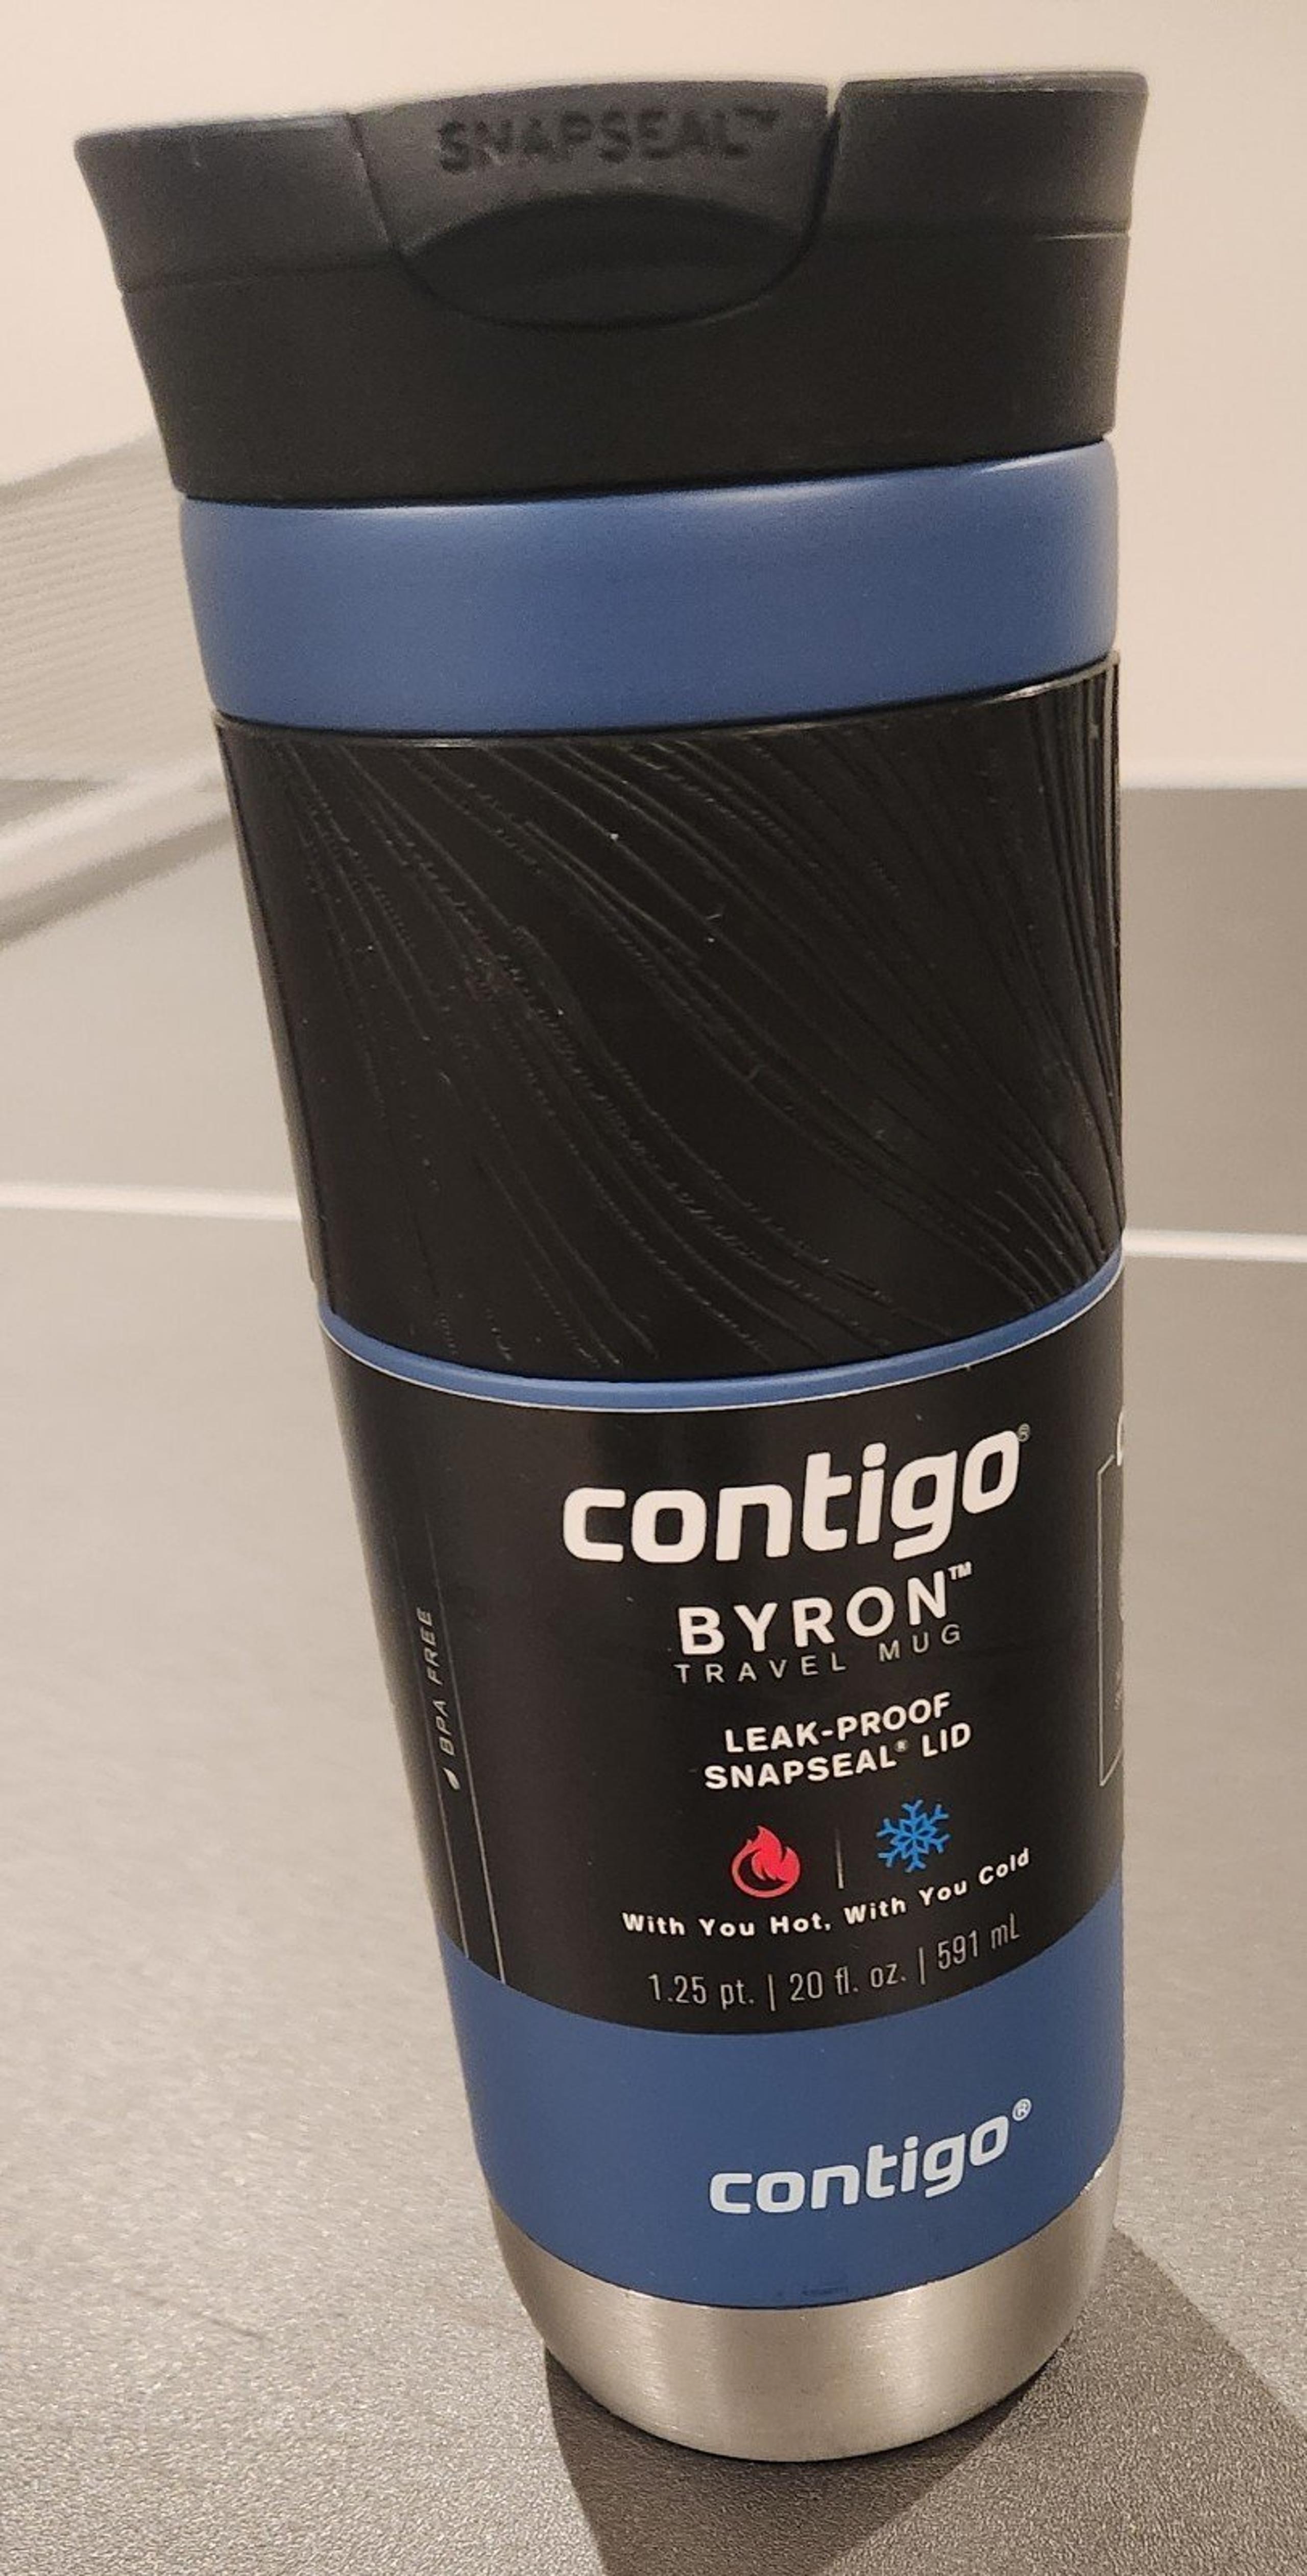 SNAPSEAL™
contigo®
BYRON™
TRAVEL MUG
BPA FREE
LEAK-PROOF
SNAPSEAL® LID
With You Hot, With You Cold
1.25 pt. | 20 fl. oz. | 591 mL
contigo®